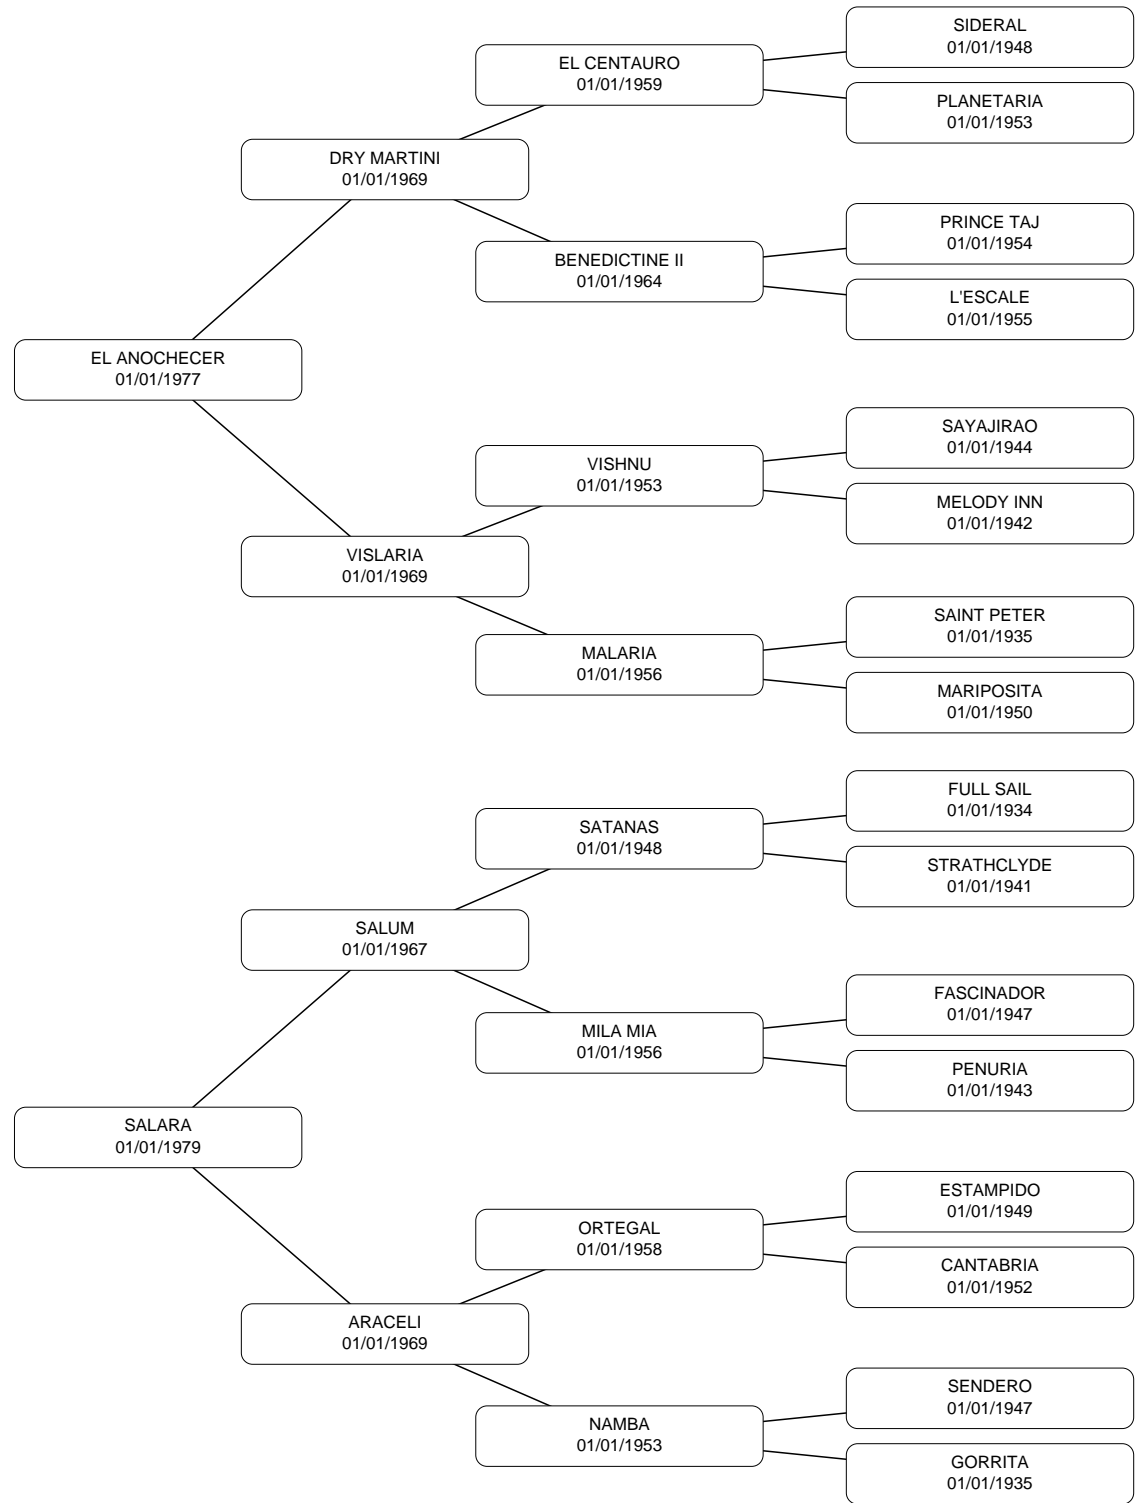 SIDERAL
01/01/1948
EL CENTAURO
01/01/1959
PLANETARIA
01/01/1953
DRY MARTINI
01/01/1969
PRINCE TAJ
01/01/1954
BENEDICTINE II
01/01/1964
L'ESCALE
01/01/1955
EL ANOCHECER
01/01/1977
SAYAJIRAO
01/01/1944
VISHNU
01/01/1953
MELODY INN
01/01/1942
VISLARIA
01/01/1969
SAINT PETER
01/01/1935
MALARIA
01/01/1956
MARIPOSITA
01/01/1950
FULL SAIL
01/01/1934
SATANAS
01/01/1948
STRATHCLYDE
01/01/1941
SALUM
01/01/1967
FASCINADOR
01/01/1947
MILA MIA
01/01/1956
PENURIA
01/01/1943
SALARA
01/01/1979
ESTAMPIDO
01/01/1949
ORTEGAL
01/01/1958
CANTABRIA
01/01/1952
ARACELI
01/01/1969
SENDERO
01/01/1947
NAMBA
01/01/1953
GORRITA
01/01/1935